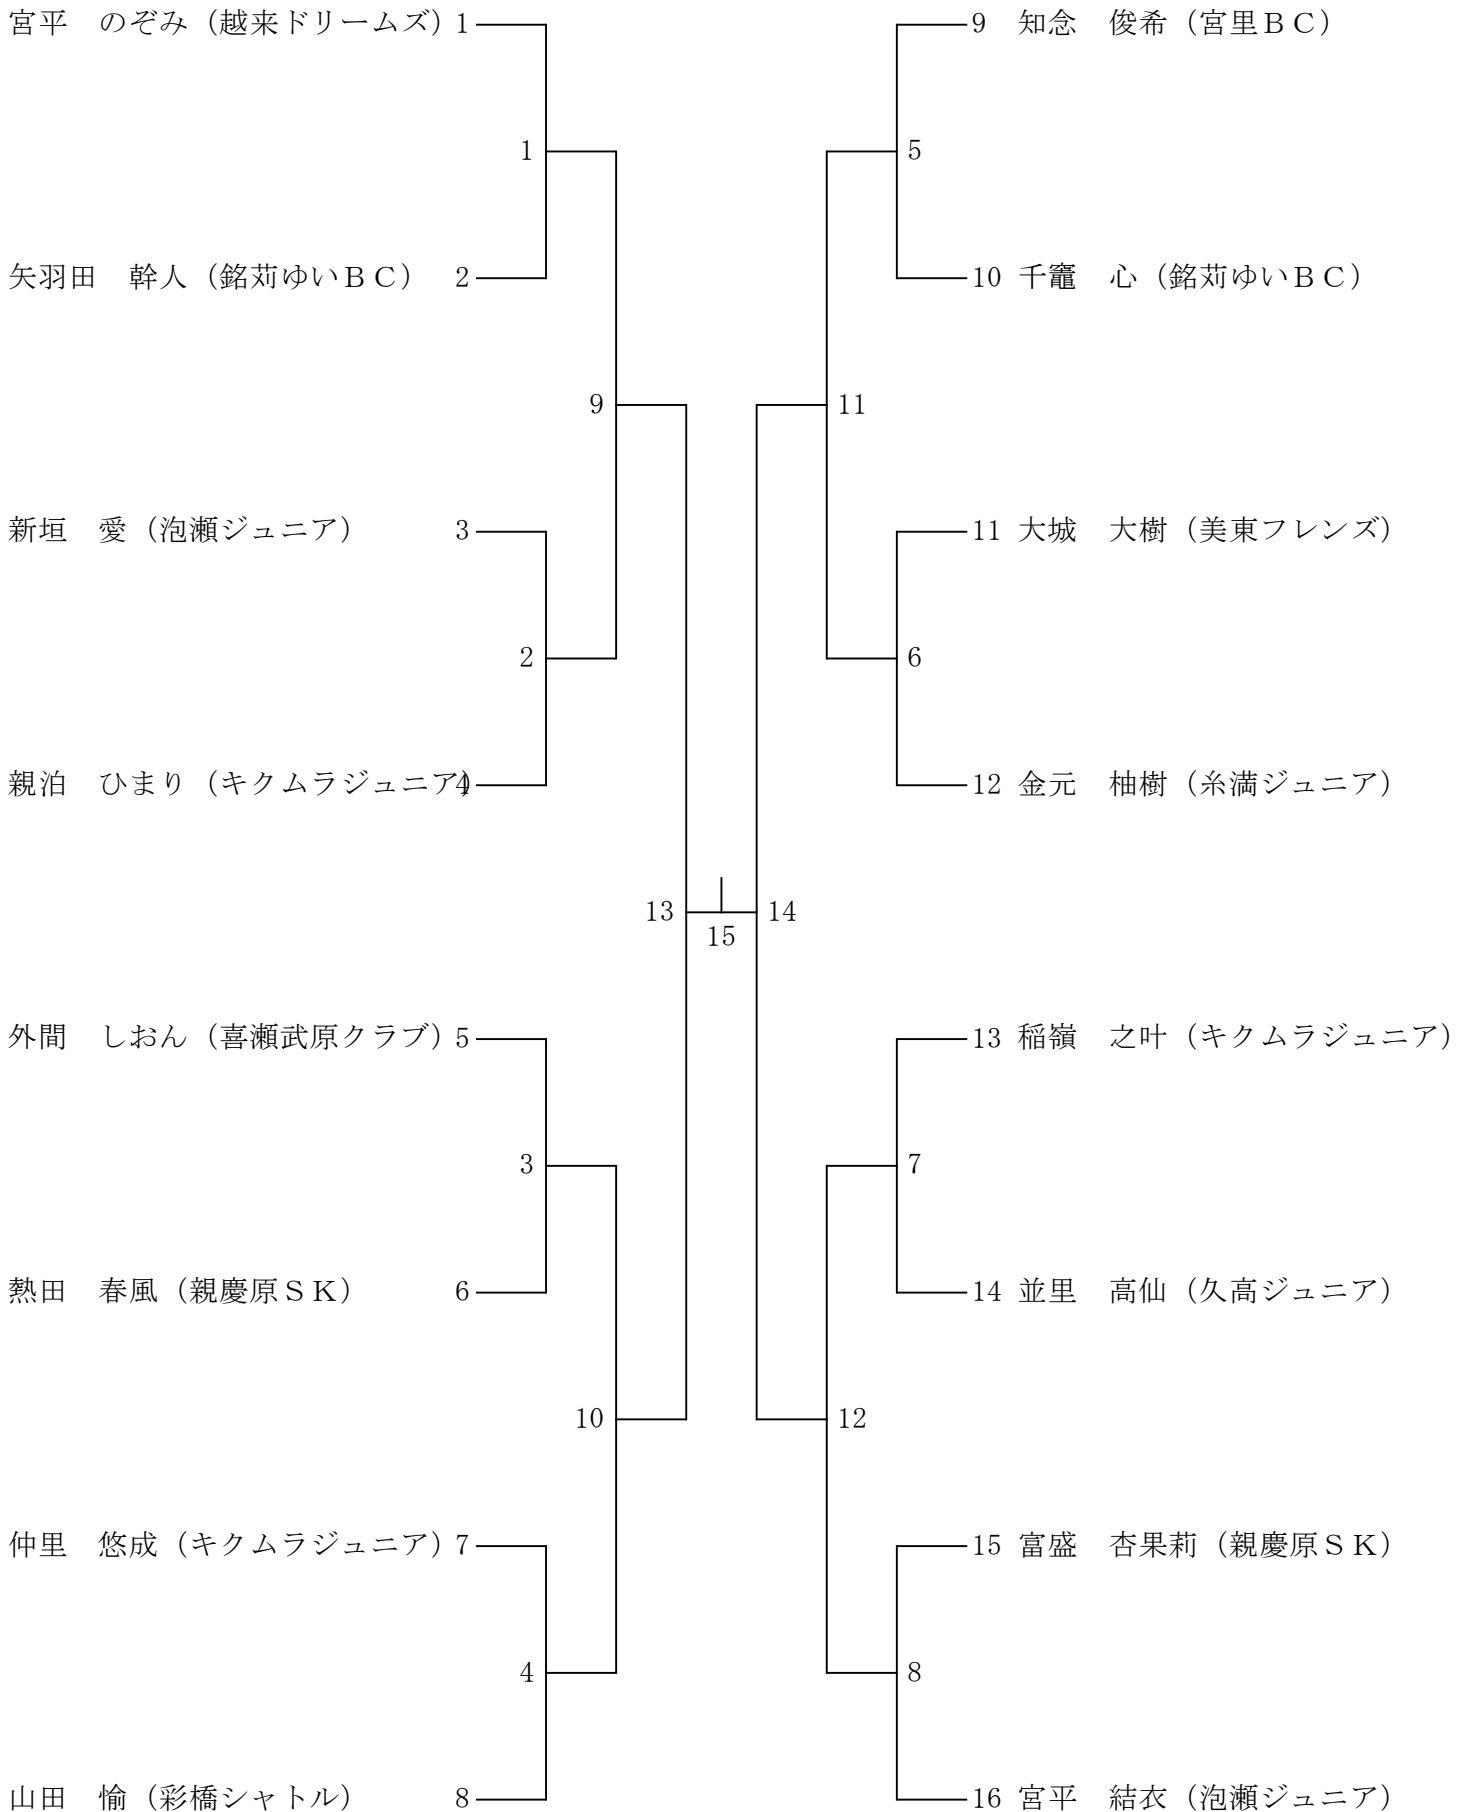 宮平　のぞみ（越来ドリームズ） 1
9 知念　俊希（宮里ＢＣ）
1
5
矢羽田　幹人（銘苅ゆいＢＣ） 2
10 千竈　心（銘苅ゆいＢＣ）
9
11
新垣　愛（泡瀬ジュニア） 3
11 大城　大樹（美東フレンズ）
2
6
親泊　ひまり（キクムラジュニア） 4
12 金元　柚樹（糸満ジュニア）
13
14
15
外間　しおん（喜瀬武原クラブ） 5
13 稲嶺　之叶（キクムラジュニア）
3
7
熱田　春風（親慶原ＳＫ） 6
14 並里　高仙（久高ジュニア）
10
12
仲里　悠成（キクムラジュニア） 7
15 富盛　杏果莉（親慶原ＳＫ）
4
8
山田　愉（彩橋シャトル） 8
16 宮平　結衣（泡瀬ジュニア）